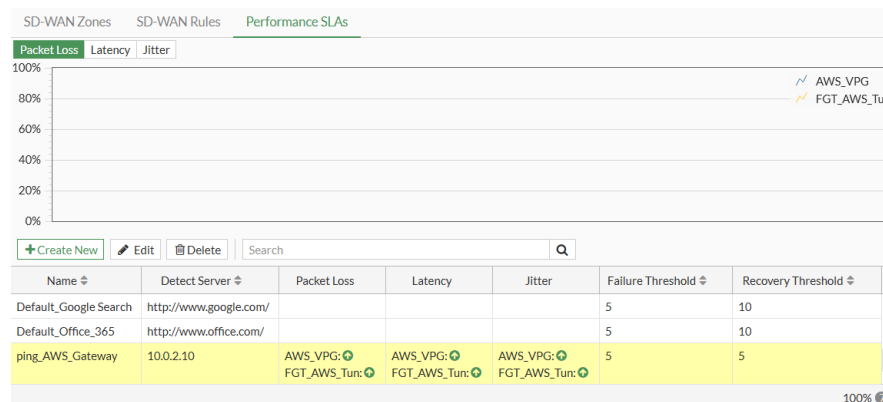 SD-WAN Zones SD-WAN Rules Performance SLAs
Packet Loss Latency Jitter
100%
AWS_VPG
80%
FGT_AWS_Tu
60%
40%
20%
0%
Create New Edit Delete Search
Name Detect Server Packet Loss Latency Jitter Failure Threshold Recovery Threshold
Default_Google Search http://www.google.com/ 5 10
Default_Office_365 http://www.office.com/ 5 10
ping_AWS_Gateway 10.0.2.10 AWS_VPG: AWS_VPG: AWS_VPG: 5 5
FGT_AWS_Tun: FGT_AWS_Tun: FGT_AWS_Tun:
100%